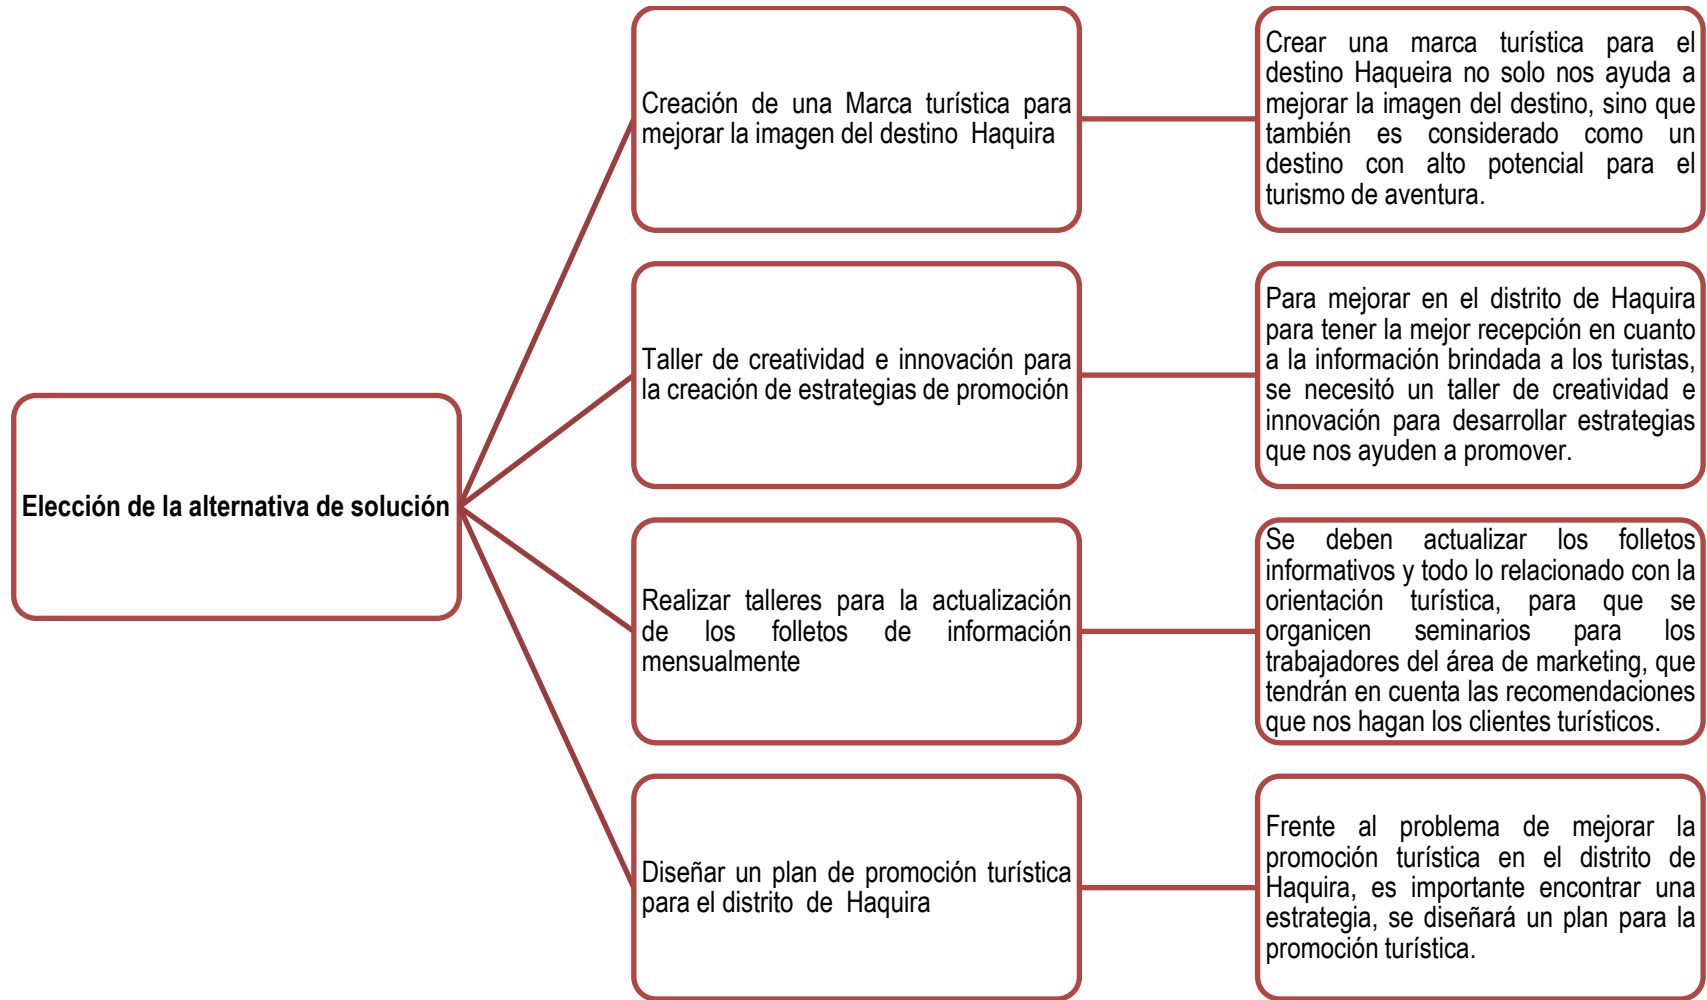 Elección de la alternativa de solución
Creación de una Marca turística para
mejorar la imagen del destino Haquira
Crear una marca turística para el
destino Haqueira no solo nos ayuda a
mejorar la imagen del destino, sino que
también es considerado como un
destino con alto potencial para el
turismo de aventura.
Taller de creatividad e innovación para
la creación de estrategias de promoción
Para mejorar en el distrito de Haquira
para tener la mejor recepción en cuanto
a la información brindada a los turistas,
se necesitó un taller de creatividad e
innovación para desarrollar estrategias
que nos ayuden a promover.
Realizar talleres para la actualización
de los folletos de información
mensualmente
Se deben actualizar los folletos
informativos y todo lo relacionado con la
orientación turística, para que se
organicen seminarios para los
trabajadores del área de marketing, que
tendrán en cuenta las recomendaciones
que nos hagan los clientes turísticos.
Diseñar un plan de promoción turística
para el distrito de Haquira
Frente al problema de mejorar la
promoción turística en el distrito de
Haquira, es importante encontrar una
estrategia, se diseñará un plan para la
promoción turística.